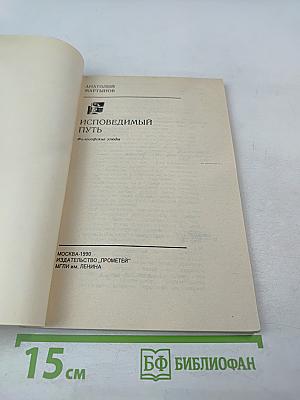 АНАТОЛИЙ
МАРТЫНОВ
ИСПОВЕДИМЫЙ
ПУТЬ
Философские этюды
МОСКВА-1990
ИЗДАТЕЛЬСТВО „ПРОМЕТЕЙ"
МГПИ им. ЛЕНИНА
15 см
БФ БИБЛИОФАН